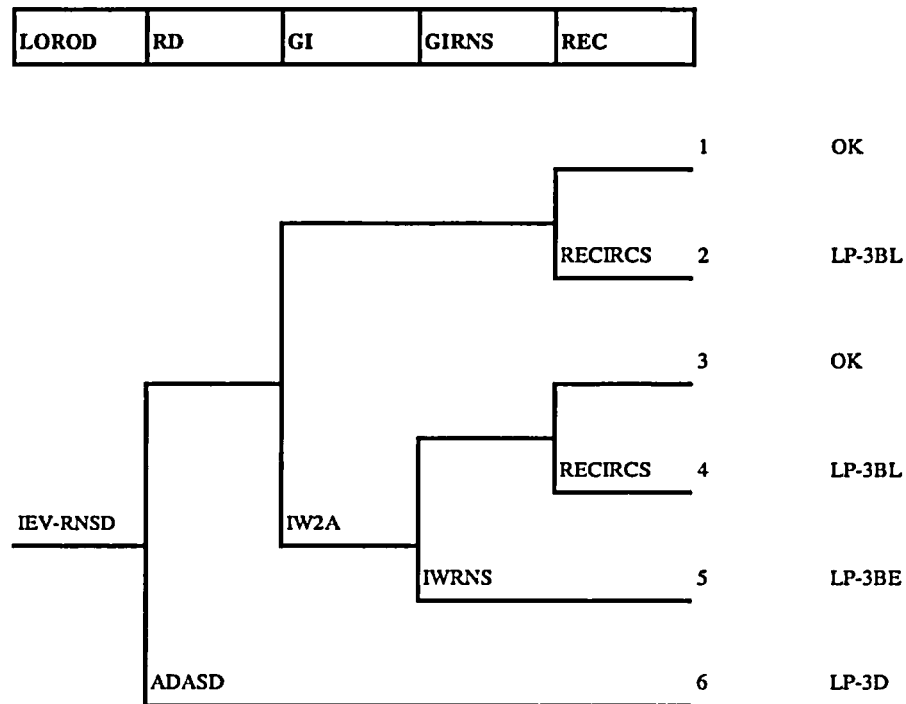 LOROD RD GI GIRNS REC
1 OK
RECIRCS 2 LP-3BL
3 OK
RECIRCS 4 LP-3BL
IEV-RNSD IW2A
IWRNS 5 LP-3BE
ADASD 6 LP-3D